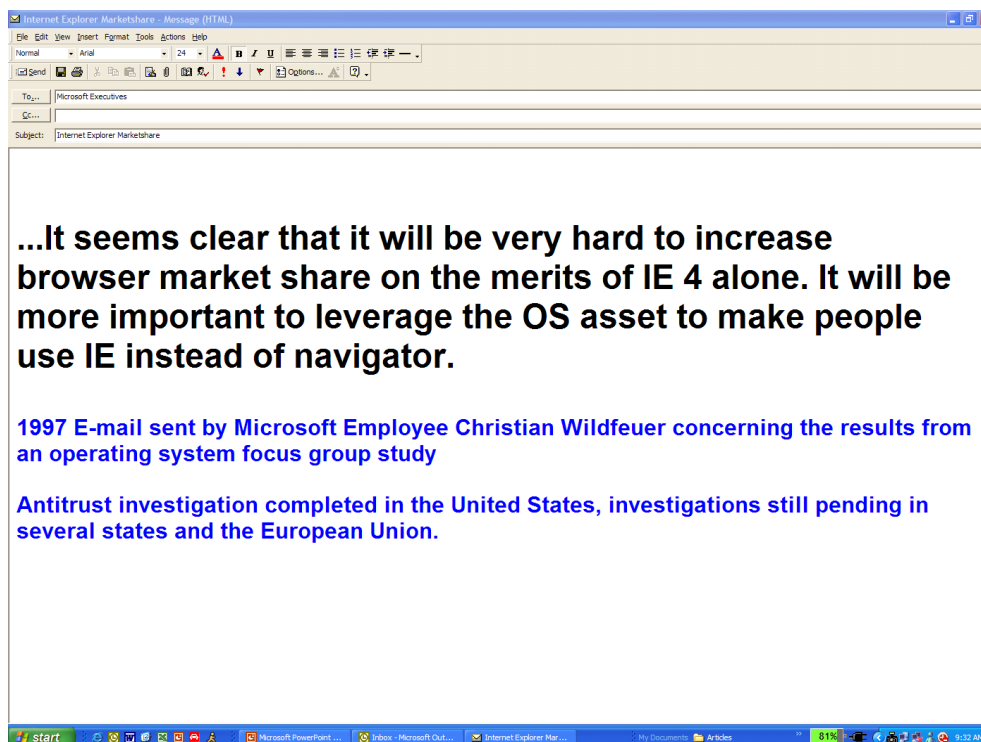 Internet Explorer Marketshare - Message (HTML)
File Edit View Insert Format Tools Actions Help
Normal Arial 24 A B I U
Send Options...
To... Microsoft Executives
Cc...
Subject: Internet Explorer Marketshare
...It seems clear that it will be very hard to increase
browser market share on the merits of IE 4 alone. It will be
more important to leverage the OS asset to make people
use IE instead of navigator.
1997 E-mail sent by Microsoft Employee Christian Wildfeuer concerning the results from
an operating system focus group study
Antitrust investigation completed in the United States, investigations still pending in
several states and the European Union.
start Microsoft PowerPoint ... Inbox - Microsoft Out... Internet Explorer Mar... My Documents Articles » 81% 9:32 AM